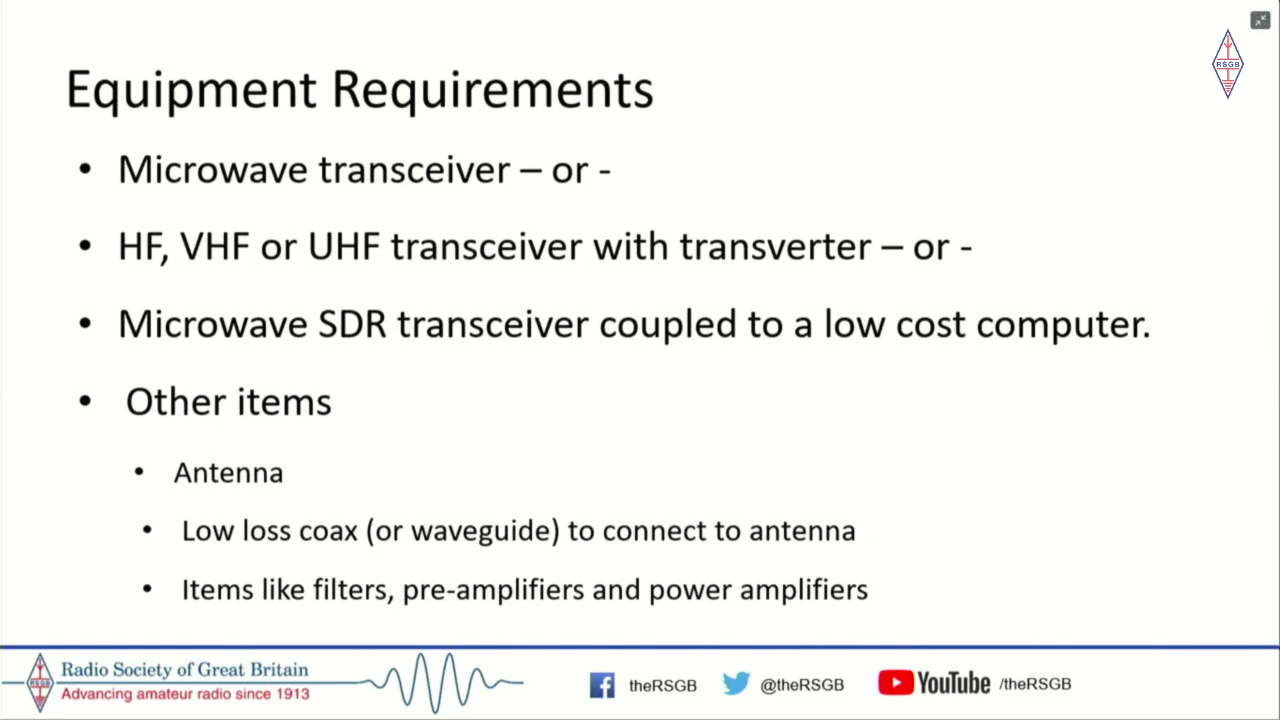 RSGB
Equipment Requirements
• Microwave transceiver – or -
• HF, VHF or UHF transceiver with transverter – or -
• Microwave SDR transceiver coupled to a low cost computer.
• Other items
• Antenna
• Low loss coax (or waveguide) to connect to antenna
• Items like filters, pre-amplifiers and power amplifiers
RSGB
Radio Society of Great Britain
Advancing amateur radio since 1913
theRSGB
@theRSGB
YouTube /theRSGB